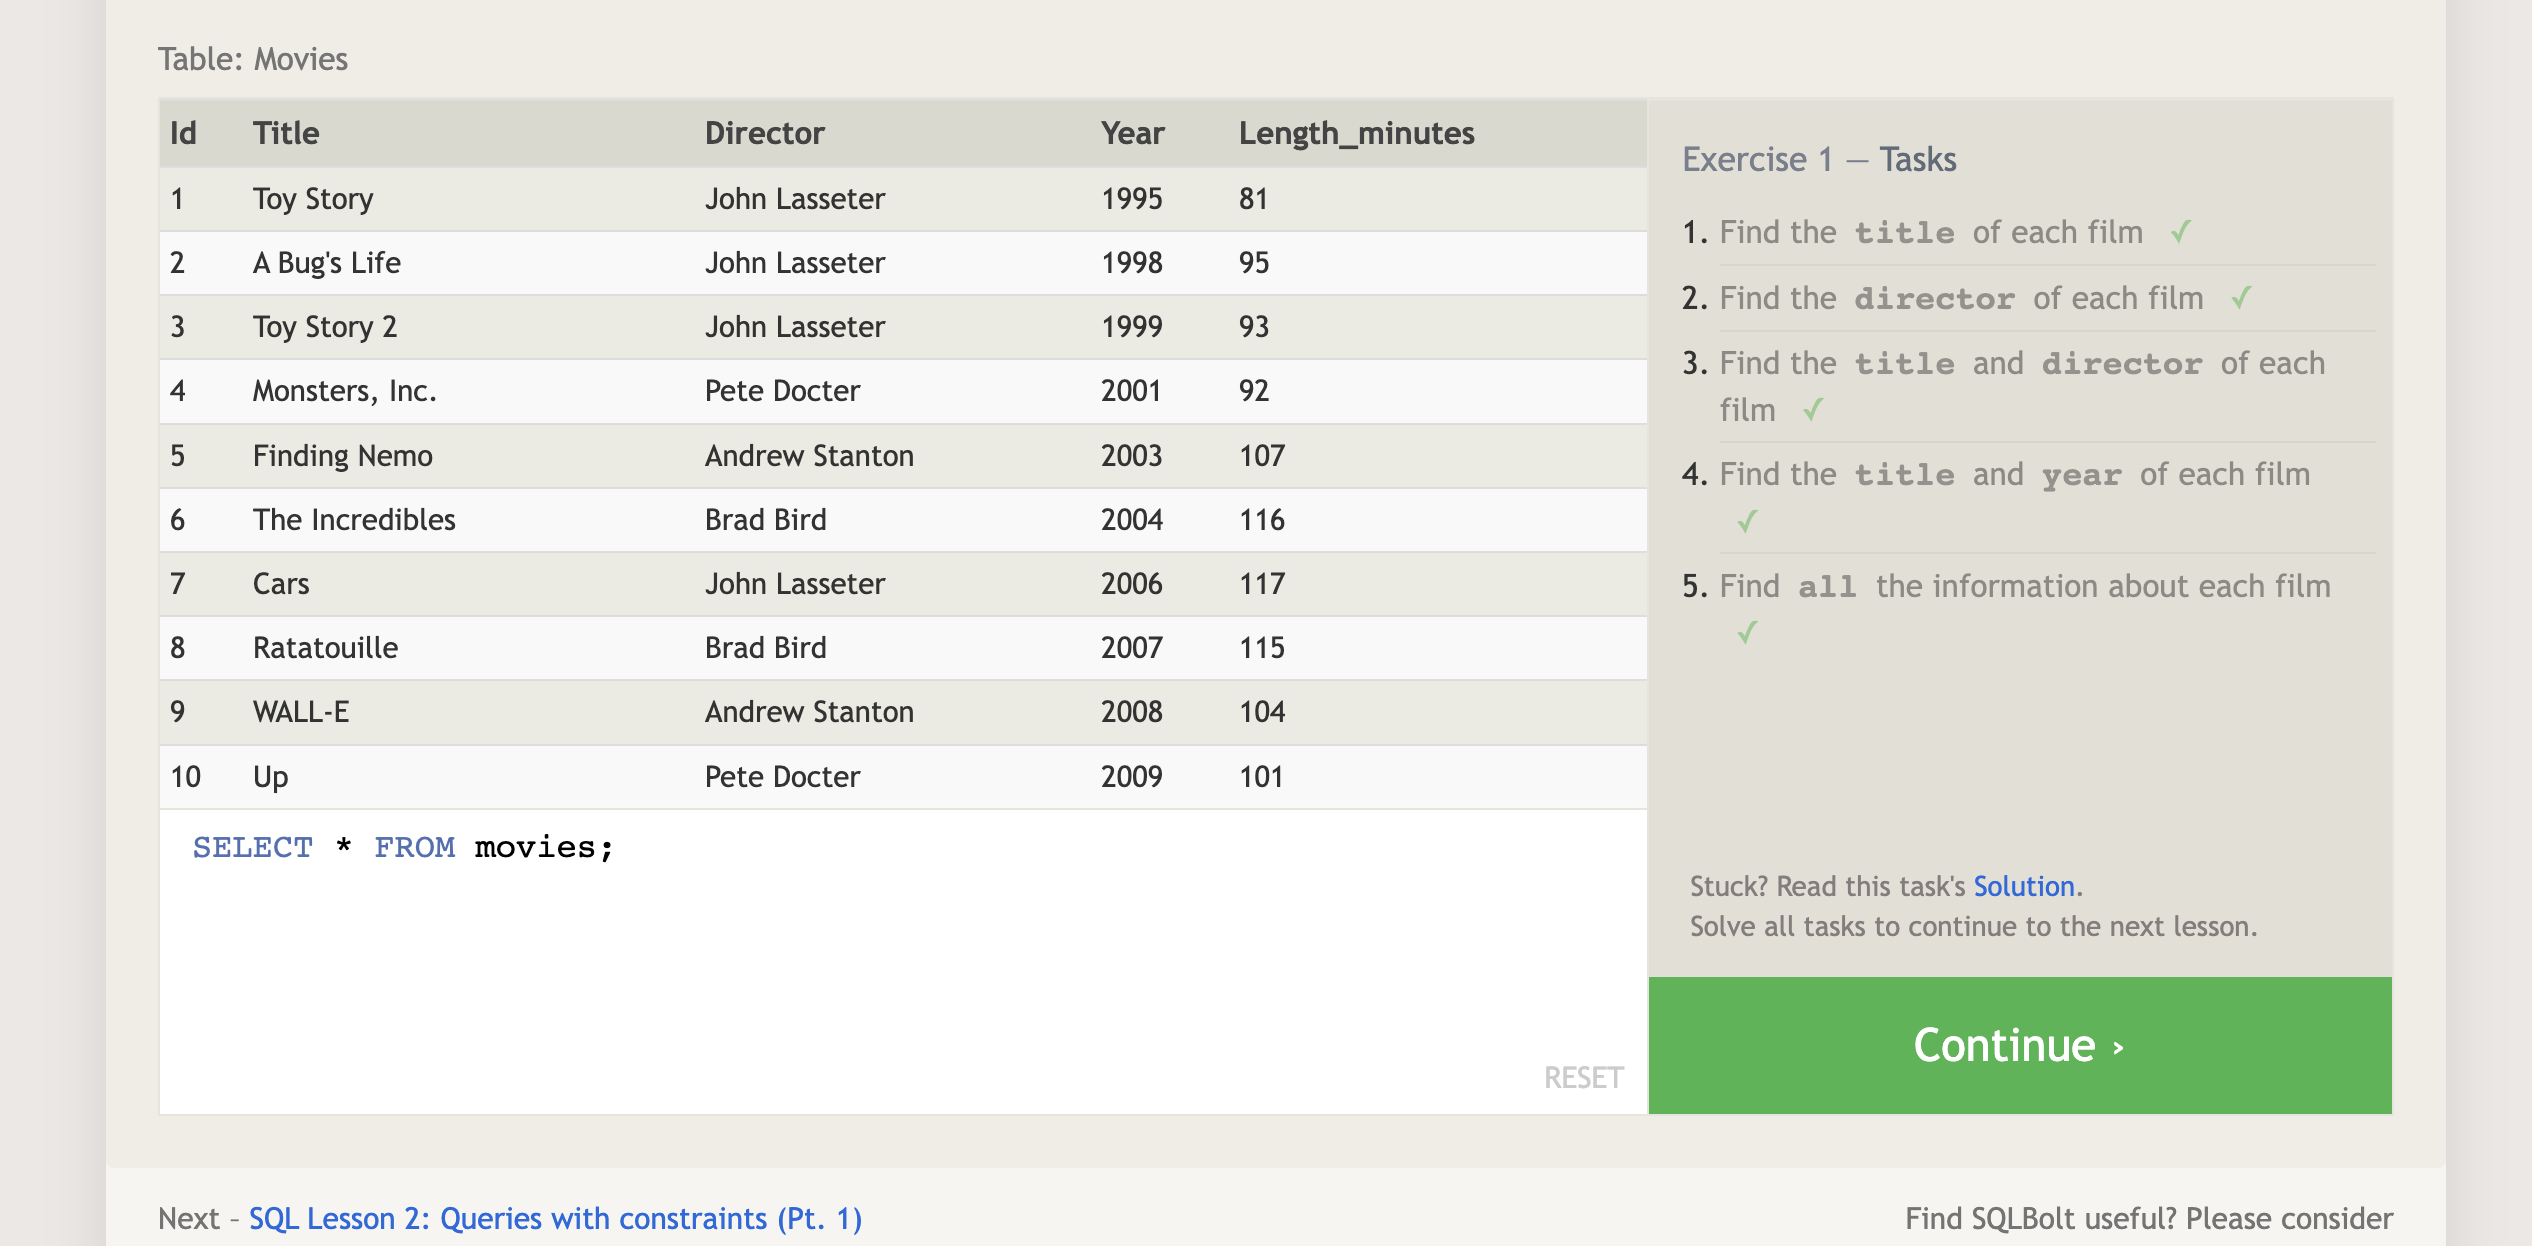 Table: Movies
Id Title Director Year Length_minutes
1 Toy Story John Lasseter 1995 81
2 A Bug's Life John Lasseter 1998 95
3 Toy Story 2 John Lasseter 1999 93
4 Monsters, Inc. Pete Docter 2001 92
5 Finding Nemo Andrew Stanton 2003 107
6 The Incredibles Brad Bird 2004 116
7 Cars John Lasseter 2006 117
8 Ratatouille Brad Bird 2007 115
9 WALL-E Andrew Stanton 2008 104
10 Up Pete Docter 2009 101
SELECT * FROM movies;
RESET
Exercise 1 — Tasks
1. Find the title of each film ✓
2. Find the director of each film ✓
3. Find the title and director of each
film ✓
4. Find the title and year of each film
✓
5. Find all the information about each film
✓
Stuck? Read this task's Solution.
Solve all tasks to continue to the next lesson.
Continue ›
Next – SQL Lesson 2: Queries with constraints (Pt. 1)
Find SQLBolt useful? Please consider